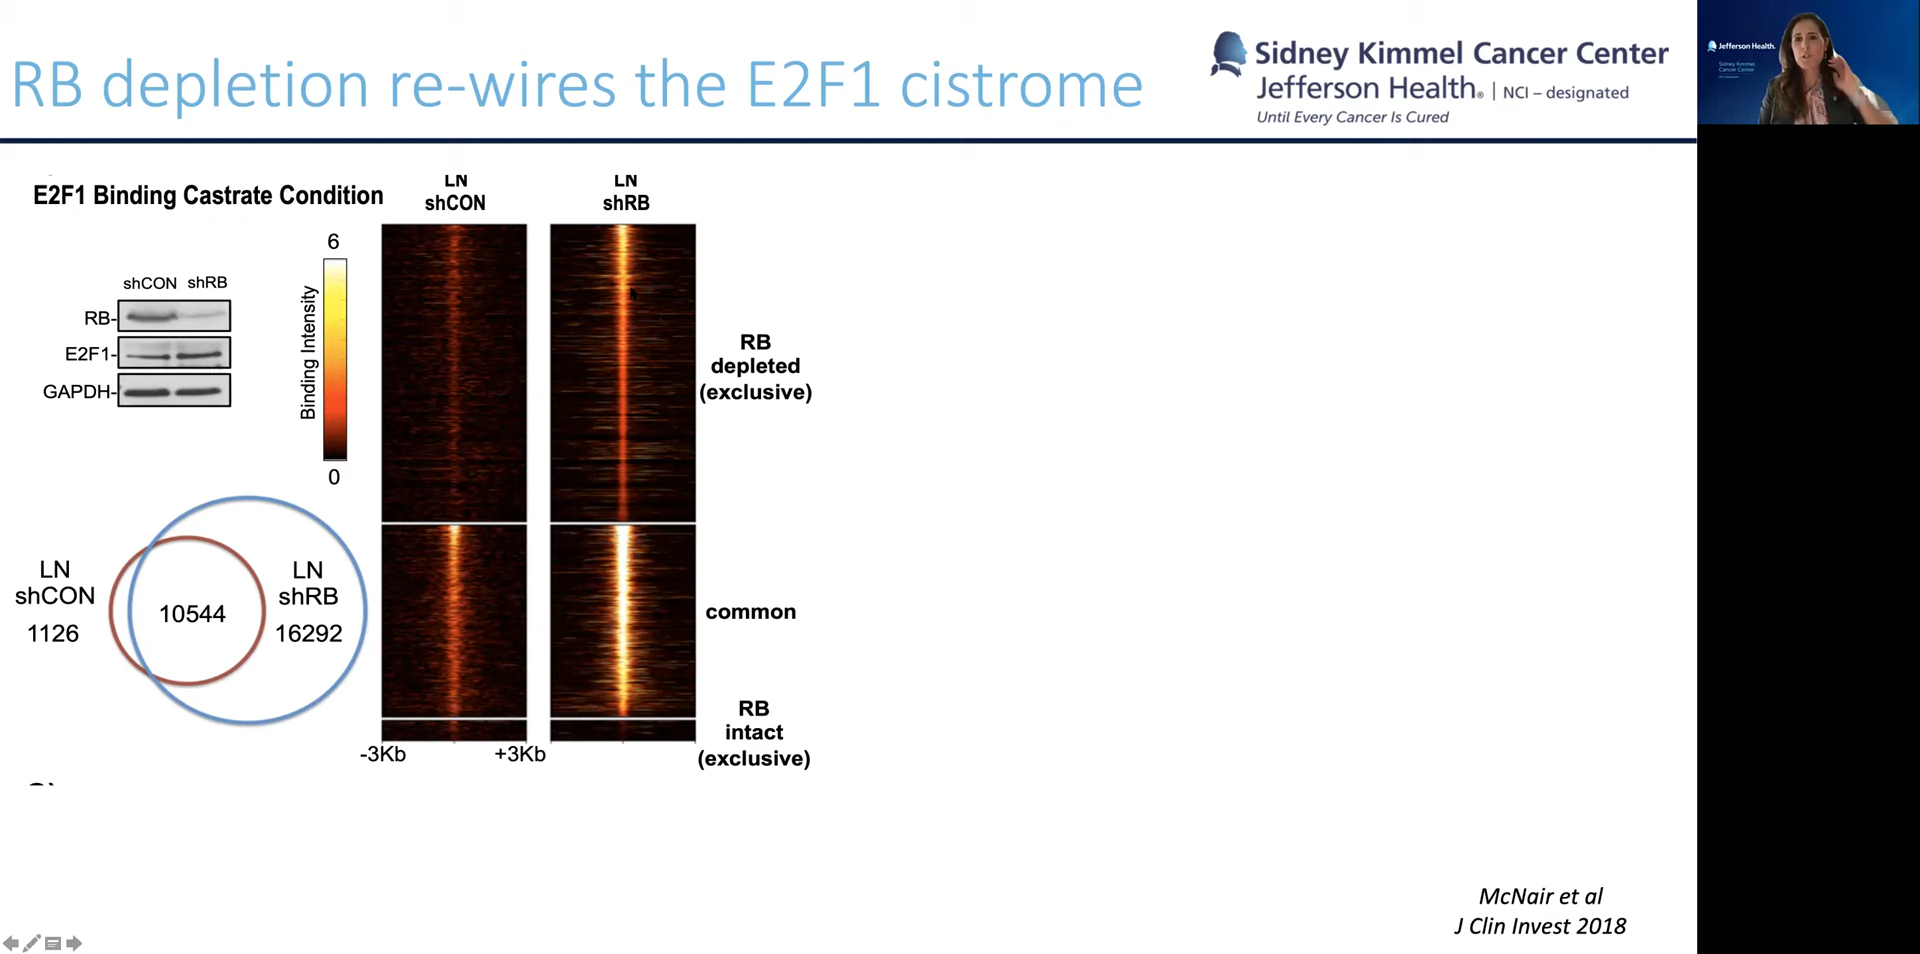 RB depletion re-wires the E2F1 cistrome
Sidney Kimmel Cancer Center
Jefferson Health® | NCI – designated
Until Every Cancer Is Cured
Jefferson Health.
Sidney Kimmel
Cancer Center
E2F1 Binding Castrate Condition
LN
shCON
LN
shRB
6
Binding Intensity
0
shCON shRB
RB-
E2F1-
GAPDH-
RB
depleted
(exclusive)
LN
shCON
1126
10544
LN
shRB
16292
common
RB
intact
(exclusive)
-3Kb
+3Kb
McNair et al
J Clin Invest 2018